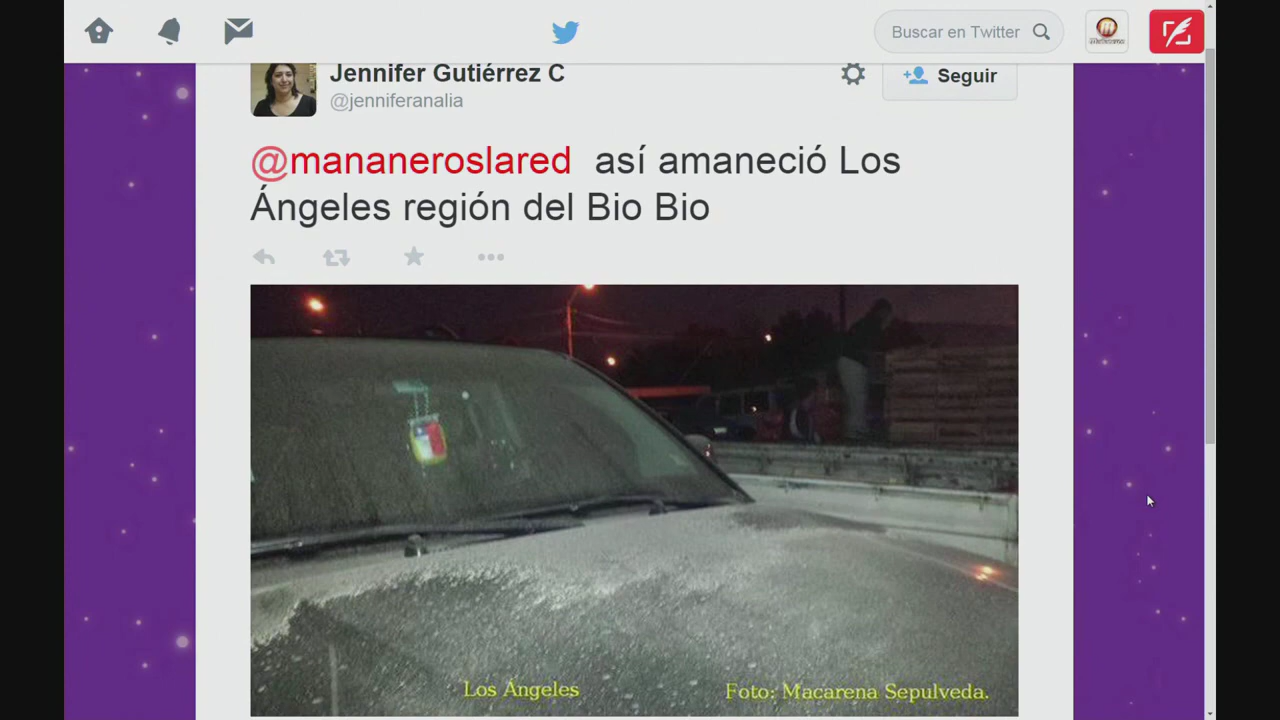 Buscar en Twitter
Jennifer Gutiérrez C
@jenniferanalia
Seguir
@mananeroslared así amaneció Los
Ángeles región del Bio Bio
Los Ángeles
Foto: Macarena Sepulveda.